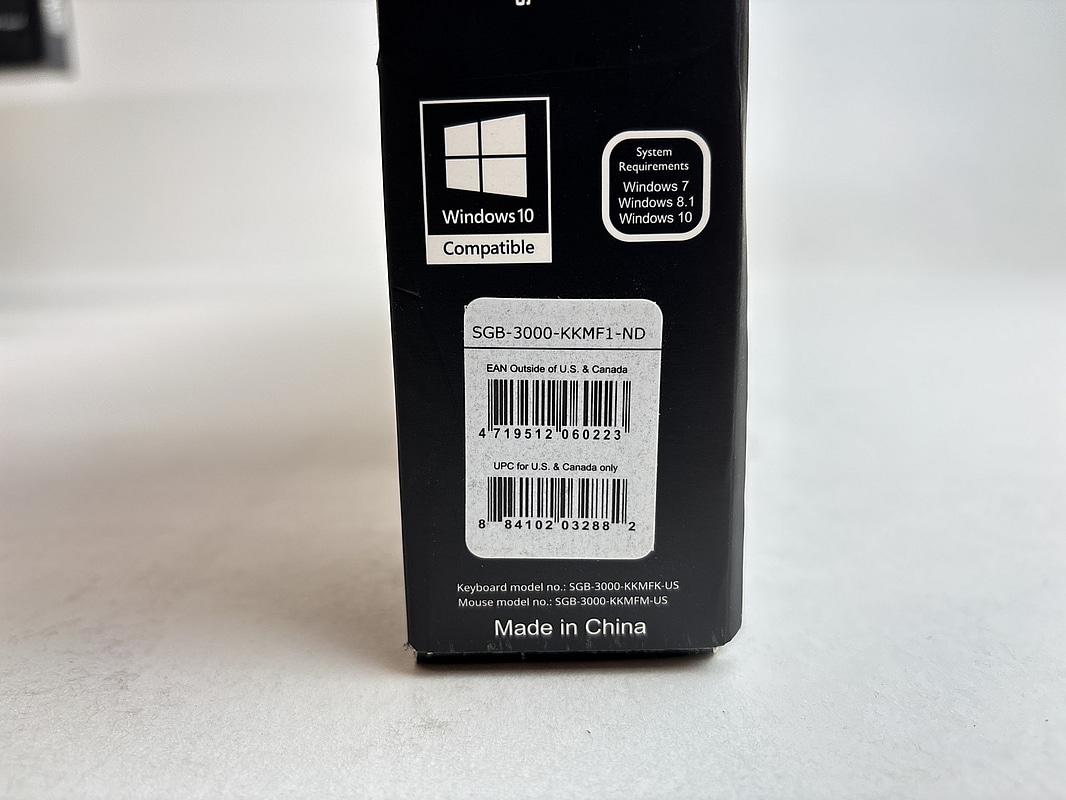 Windows 10
Compatible
System
Requirements
Windows 7
Windows 8.1
Windows 10
SGB-3000-KKMF1-ND
EAN Outside of U.S. & Canada
4 719512 060223
UPC for U.S. & Canada only
8 84102 03288 2
Keyboard model no.: SGB-3000-KKMFK-US
Mouse model no.: SGB-3000-KKMFM-US
Made in China